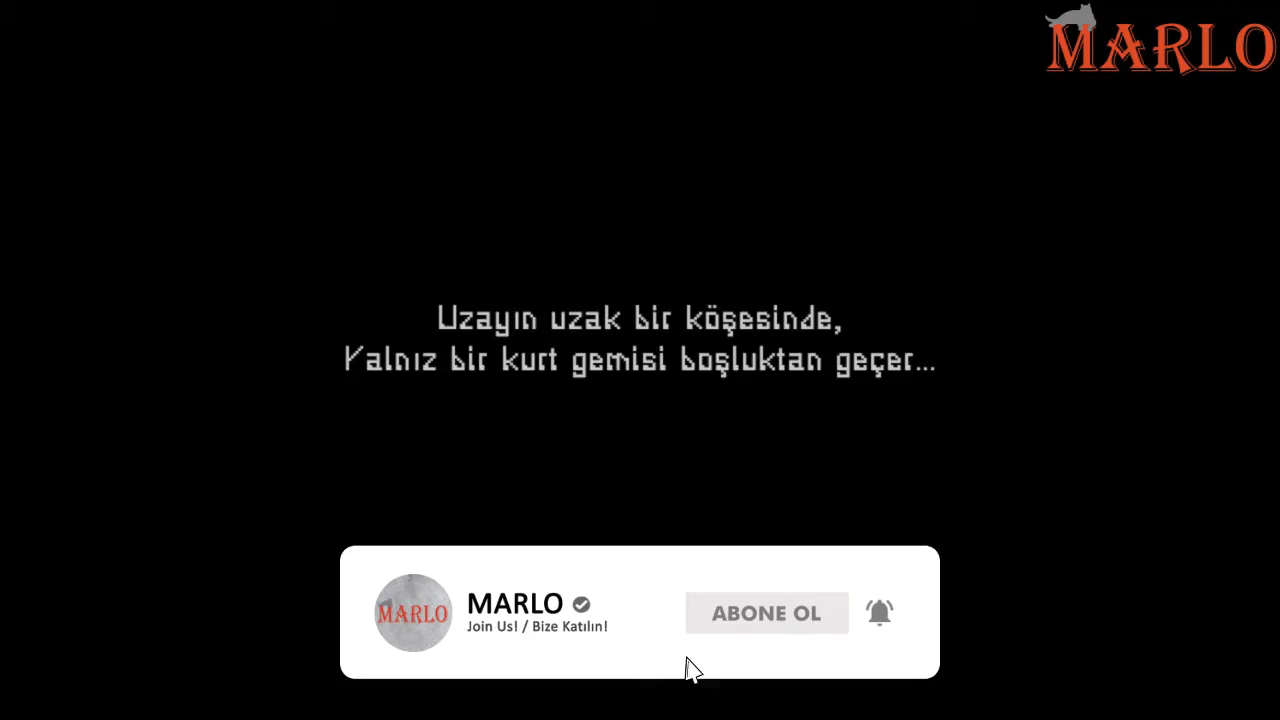 MARLO
Uzayın uzak bir köşesinde,
Yalnız bir kurt gemisi boşluktan geçer...
MARLO
MARLO
Join Us! / Bize Katılın!
ABONE OL